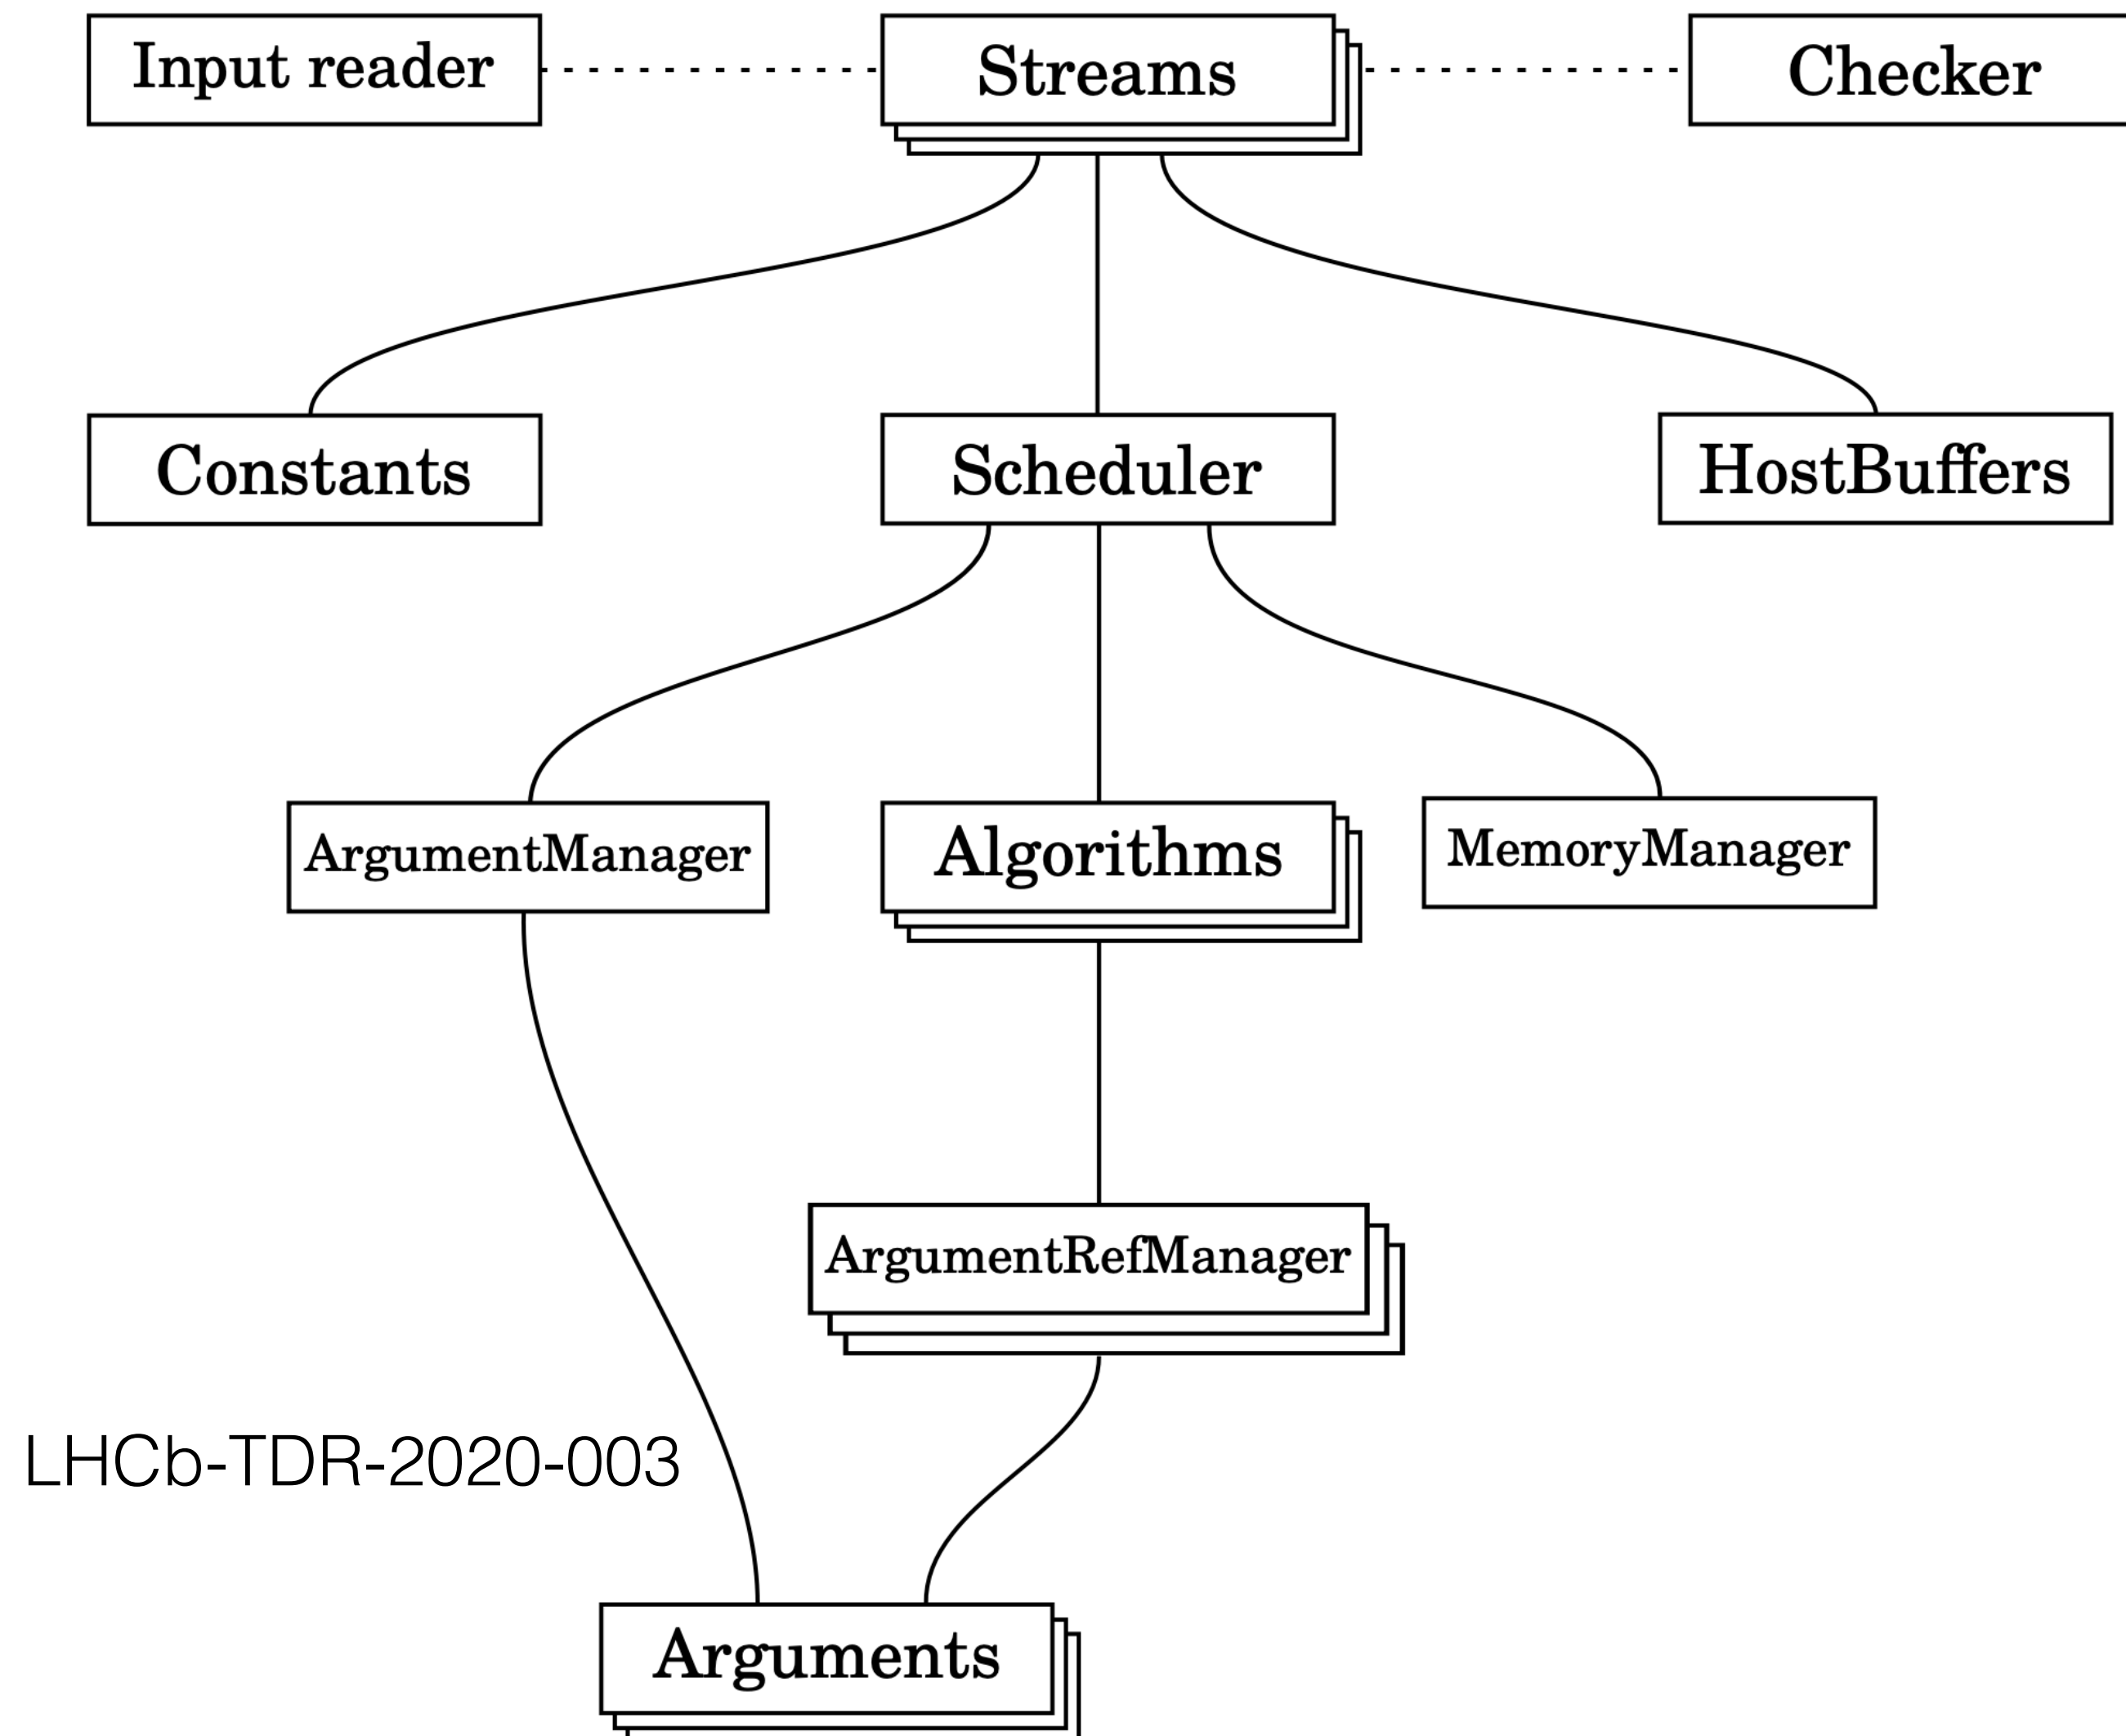 Input reader
Streams
Checker
Constants
Scheduler
HostBuffers
ArgumentManager
Algorithms
MemoryManager
ArgumentRefManager
LHCb-TDR-2020-003
Arguments